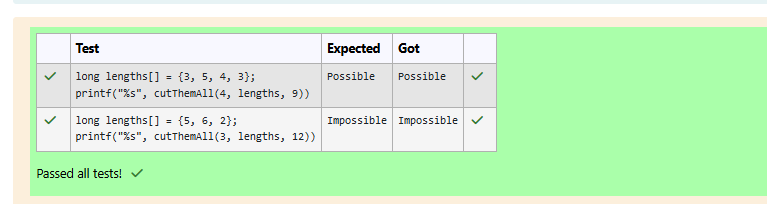 Test Expected Got
long lengths[] = {3, 5, 4, 3}; Possible Possible
printf("%s", cutThemAll(4, lengths, 9))
long lengths[] = {5, 6, 2}; Impossible Impossible
printf("%s", cutThemAll(3, lengths, 12))
Passed all tests!